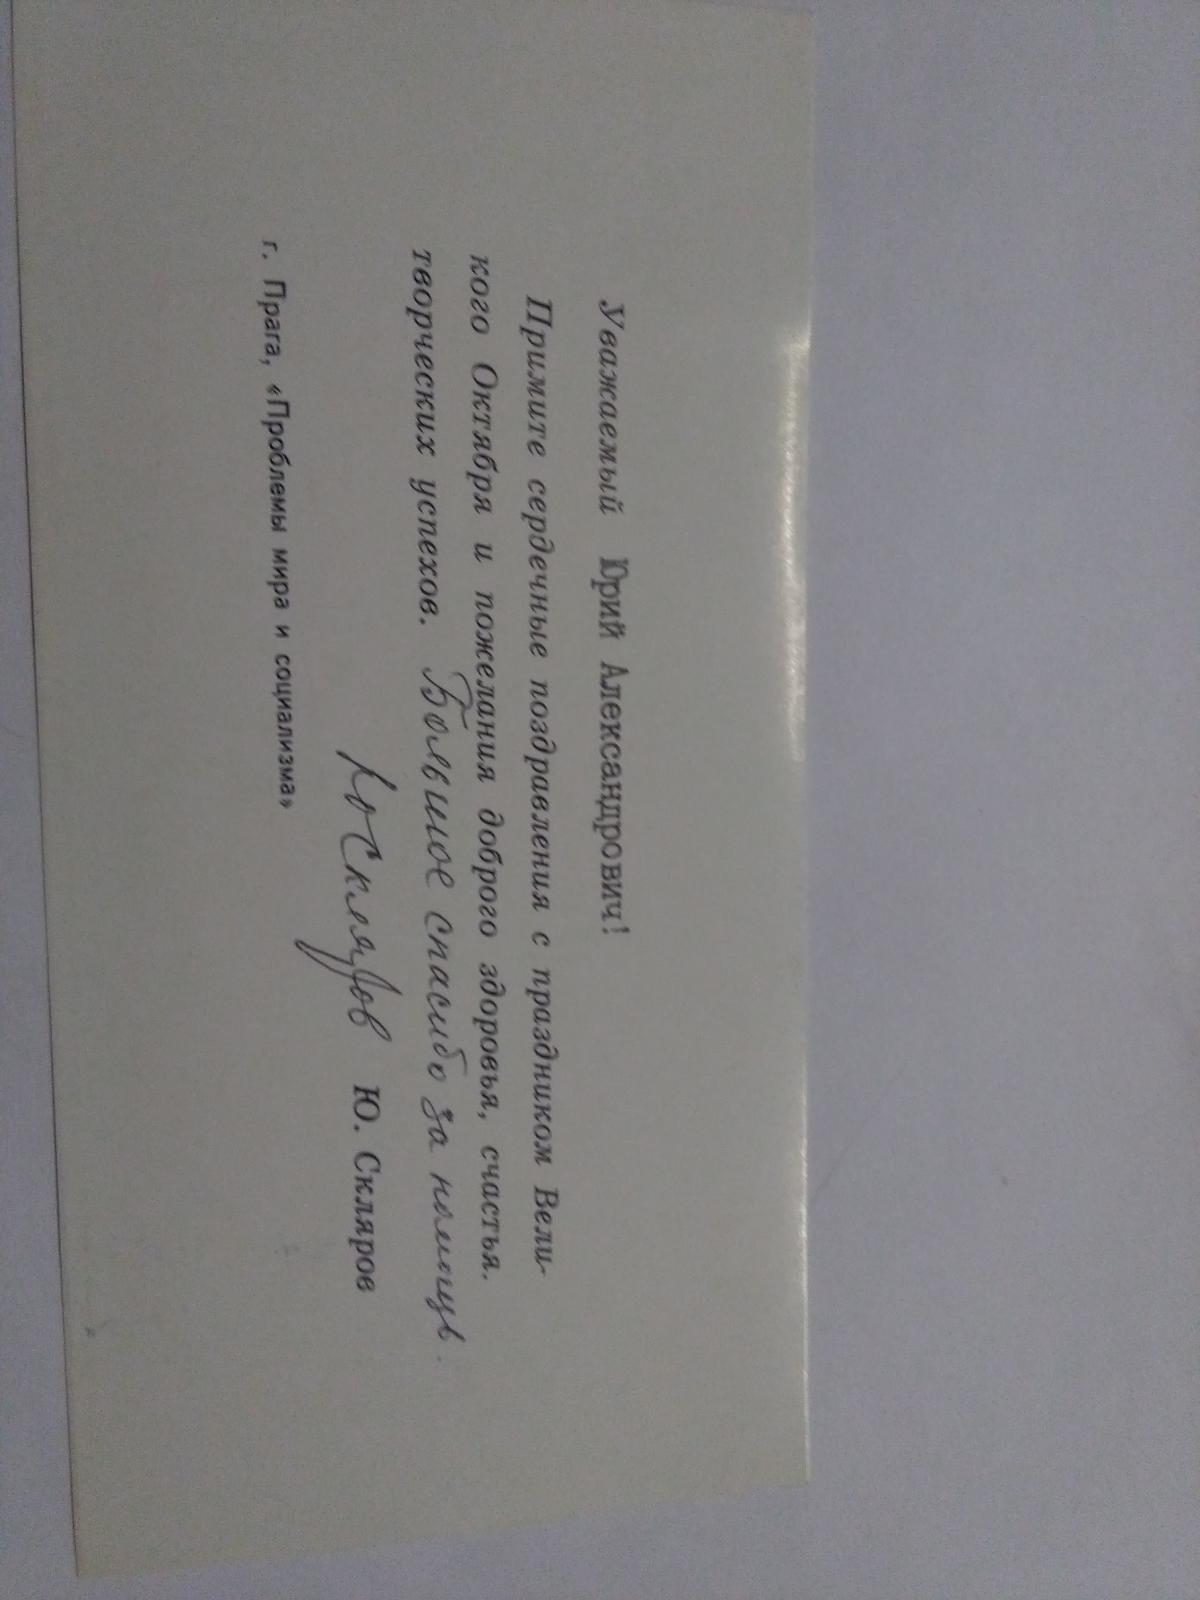 Уважаемый Юрий Александрович!
Примите сердечные поздравления с праздником Вели-
кого Октября и пожелания доброго здоровья, счастья.
творческих успехов. Большое спасибо за помощь.
ЮСкляров Ю. Скляров
г. Прага, «Проблемы мира и социализма»